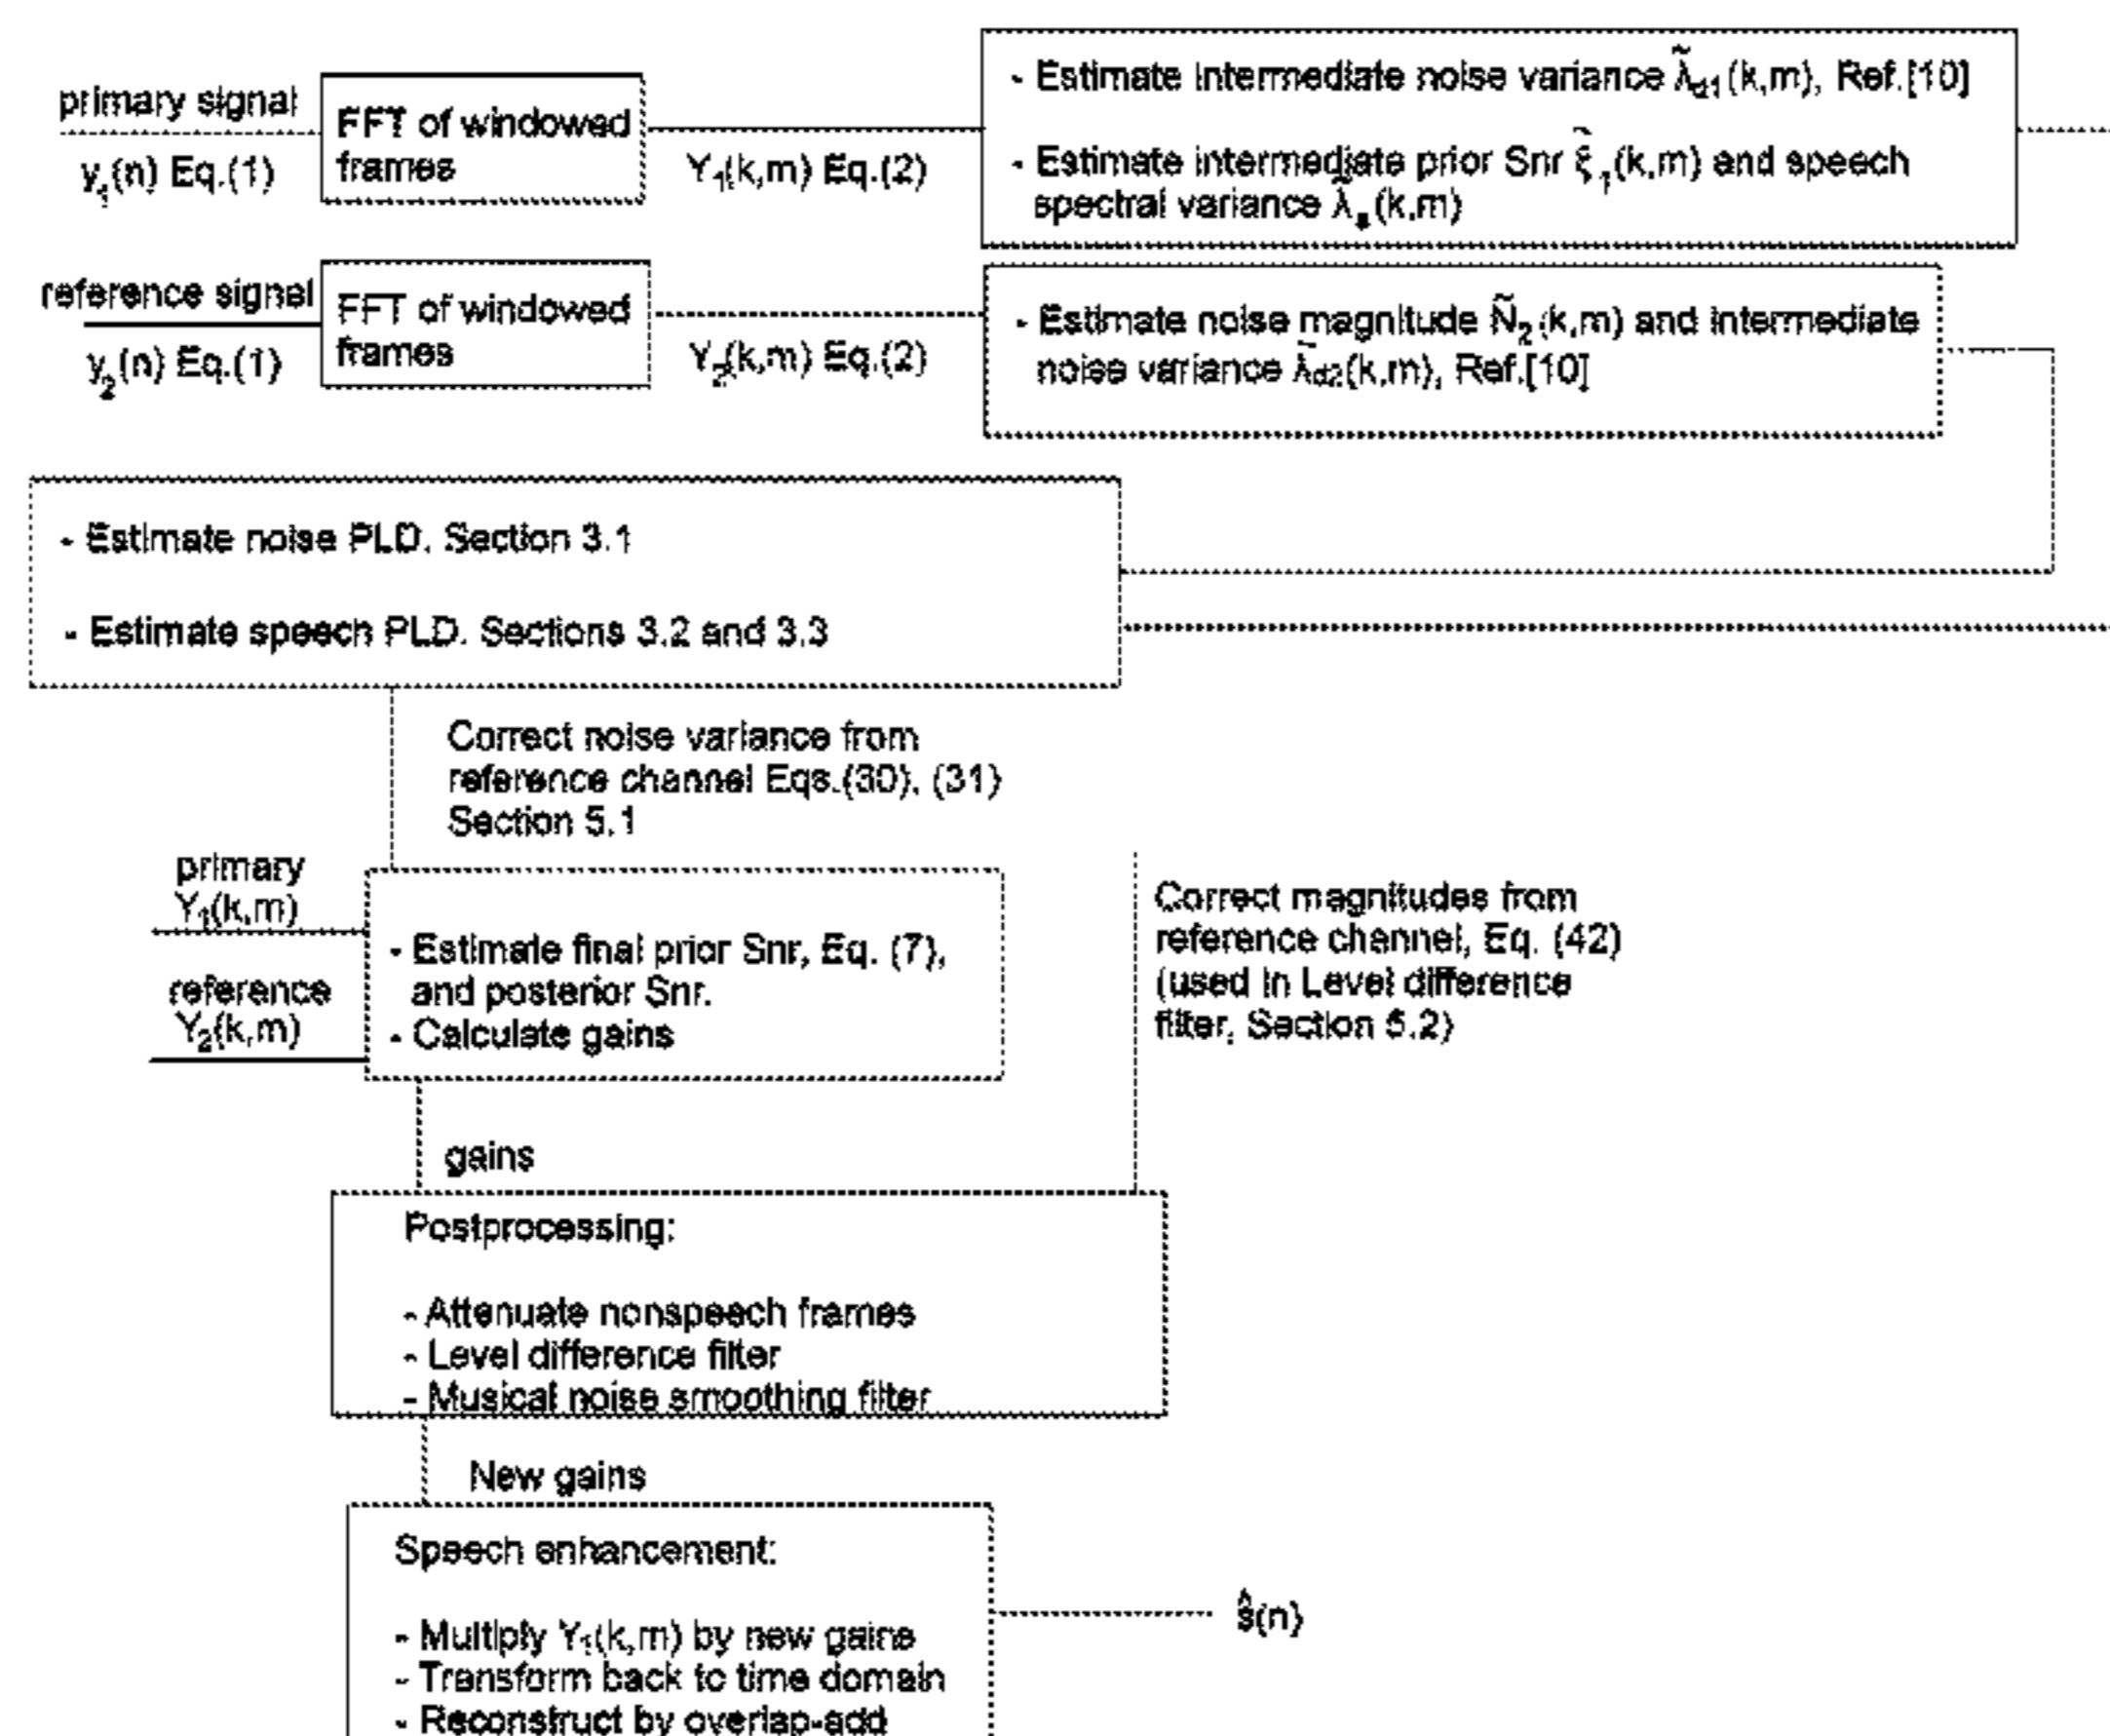 primary signal
y₁(n) Eq.(1)
FFT of windowed
frames
Y₁(k,m) Eq.(2)
- Estimate intermediate noise variance λ̃d1(k,m), Ref.[10]
- Estimate intermediate prior Snr ξ̃₁(k,m) and speech
spectral variance λ̃s(k,m)
reference signal
y₂(n) Eq.(1)
FFT of windowed
frames
Y₂(k,m) Eq.(2)
- Estimate noise magnitude Ñ₂(k,m) and intermediate
noise variance λ̃d2(k,m), Ref.[10]
- Estimate noise PLD. Section 3.1
- Estimate speech PLD. Sections 3.2 and 3.3
Correct noise variance from
reference channel Eqs.(30), (31)
Section 5.1
primary
Y₁(k,m)
reference
Y₂(k,m)
- Estimate final prior Snr, Eq. (7),
and posterior Snr.
- Calculate gains
Correct magnitudes from
reference channel, Eq. (42)
(used in Level difference
filter, Section 5.2)
gains
Postprocessing:
- Attenuate nonspeech frames
- Level difference filter
- Musical noise smoothing filter
New gains
Speech enhancement:
- Multiply Y₁(k,m) by new gains
- Transform back to time domain
- Reconstruct by overlap-add
ŝ(n)